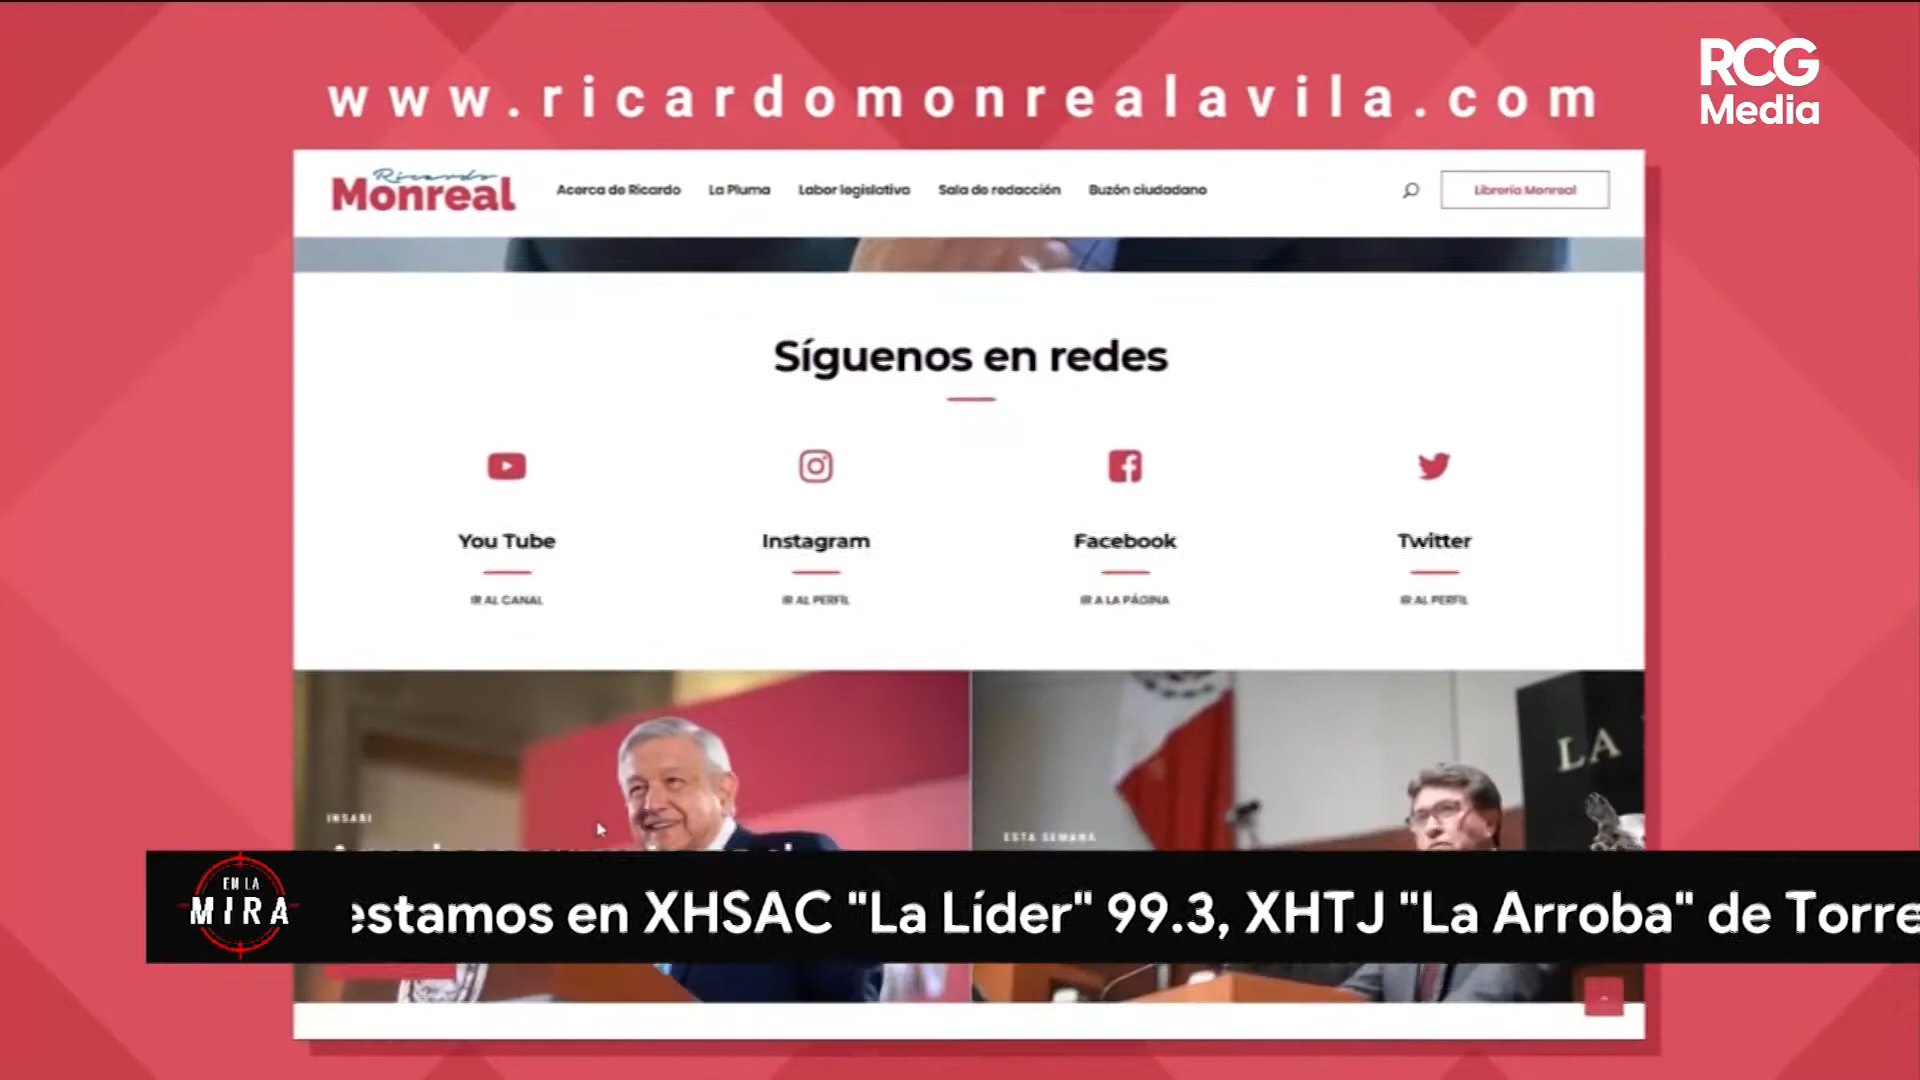 www.ricardomonrealavila.com
RCG
Media
Ricardo
Monreal
Acerca de Ricardo
La Pluma
Labor legislativa
Sala de redacción
Buzón ciudadano
Librería Monreal
Síguenos en redes
You Tube
Instagram
Facebook
Twitter
IR AL CANAL
IR AL PERFIL
IR A LA PÁGINA
IR AL PERFIL
LA
INSABI
ESTA SEMANA
EN LA
MIRA
estamos en XHSAC "La Líder" 99.3, XHTJ "La Arroba" de Torre